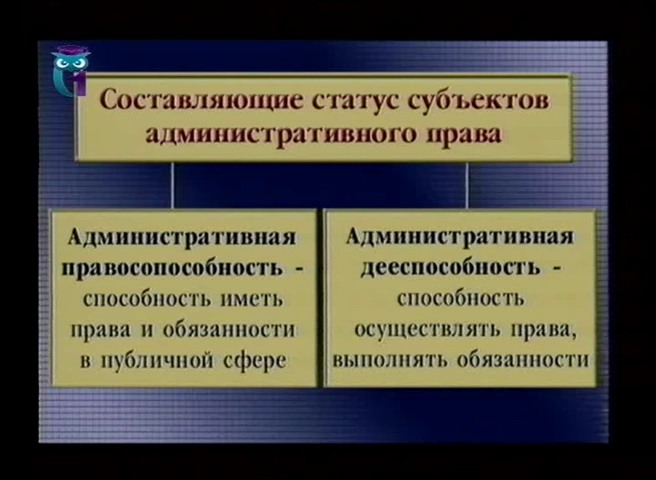 Составляющие статус субъектов
административного права
Административная
правосопособность -
способность иметь
права и обязанности
в публичной сфере
Административная
дееспособность -
способность
осуществлять права,
выполнять обязанности